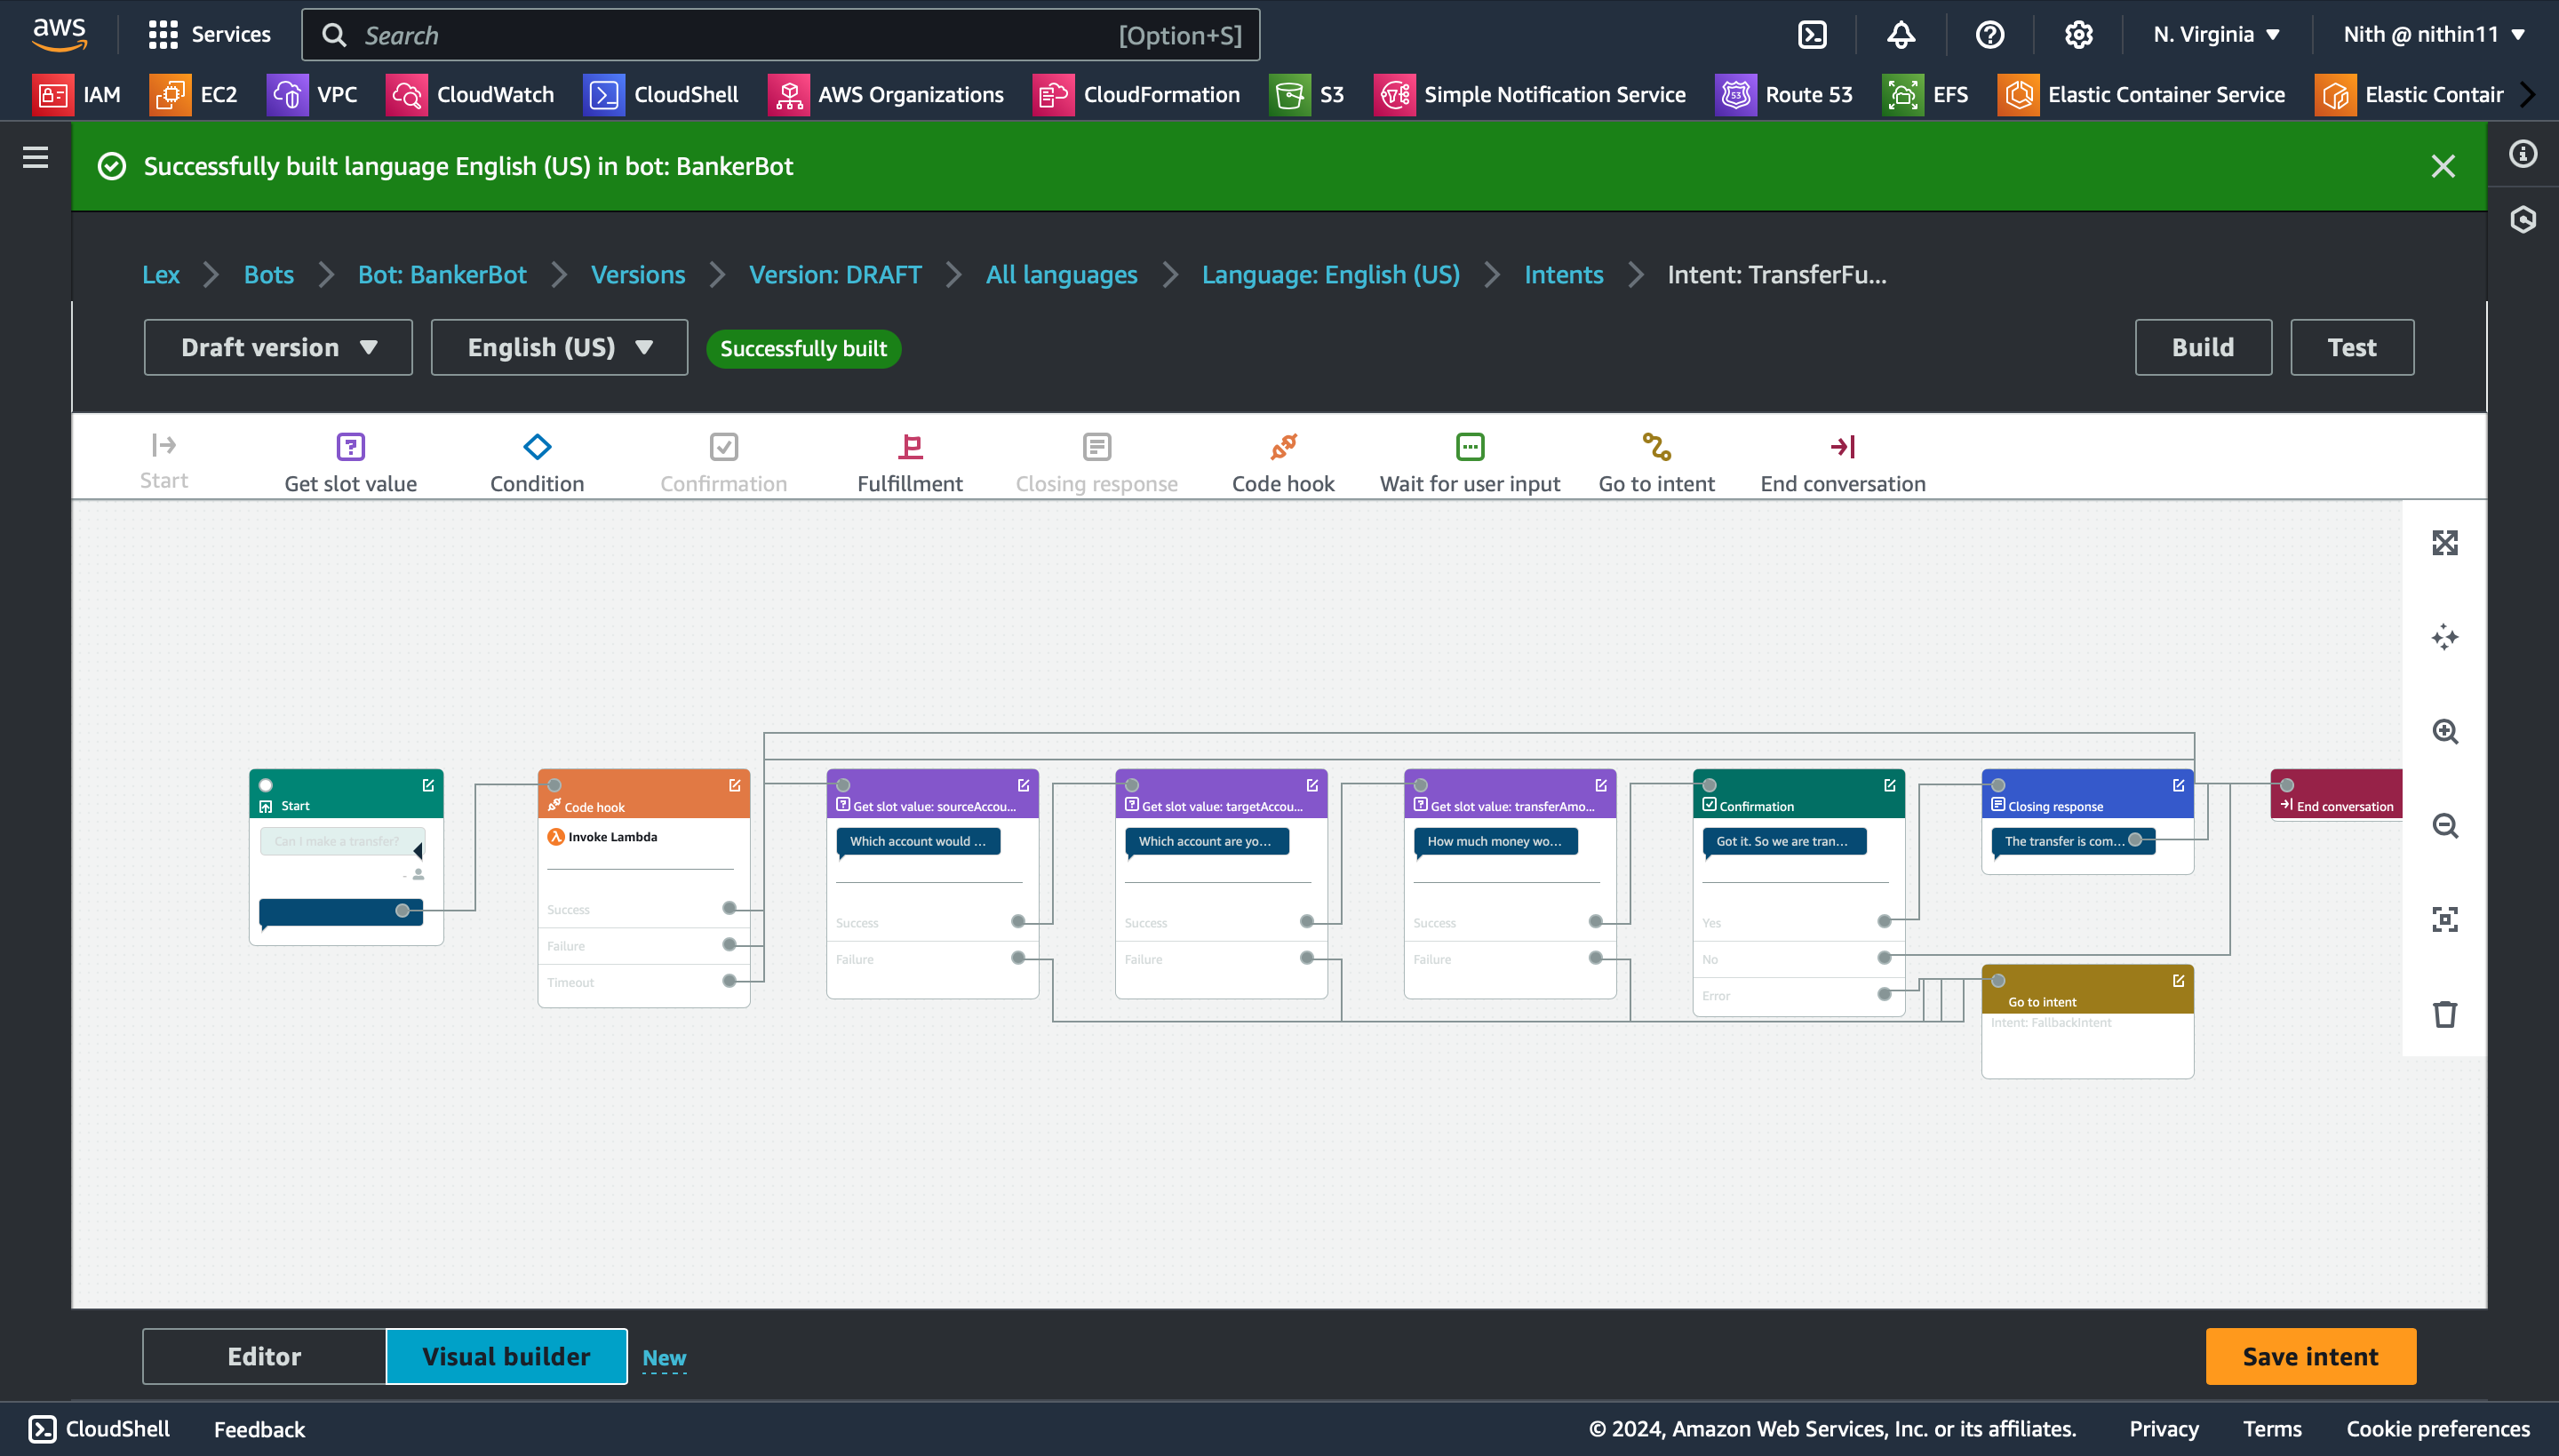 aws Services Search [Option+S] N. Virginia Nith @ nithin11
IAM EC2 VPC CloudWatch CloudShell AWS Organizations CloudFormation S3 Simple Notification Service 53 Route 53 EFS Elastic Container Service Elastic Contair
Successfully built language English (US) in bot: BankerBot
Lex Bots Bot: BankerBot Versions Version: DRAFT All languages Language: English (US) Intents Intent: TransferFu...
Draft version English (US) Successfully built Build Test
Start Get slot value Condition Confirmation Fulfillment Closing response Code hook Wait for user input Go to intent End conversation
Start
Can I make a transfer?
-
Code hook
Invoke Lambda
Success
Failure
Timeout
Get slot value: sourceAccou...
Which account would ...
Success
Failure
Get slot value: targetAccou...
Which account are yo...
Success
Failure
Get slot value: transferAmo...
How much money wo...
Success
Failure
Confirmation
Got it. So we are tran...
Yes
No
Error
Closing response
The transfer is com...
Go to intent
Intent: FallbackIntent
End conversation
Editor Visual builder New Save intent
CloudShell Feedback © 2024, Amazon Web Services, Inc. or its affiliates. Privacy Terms Cookie preferences